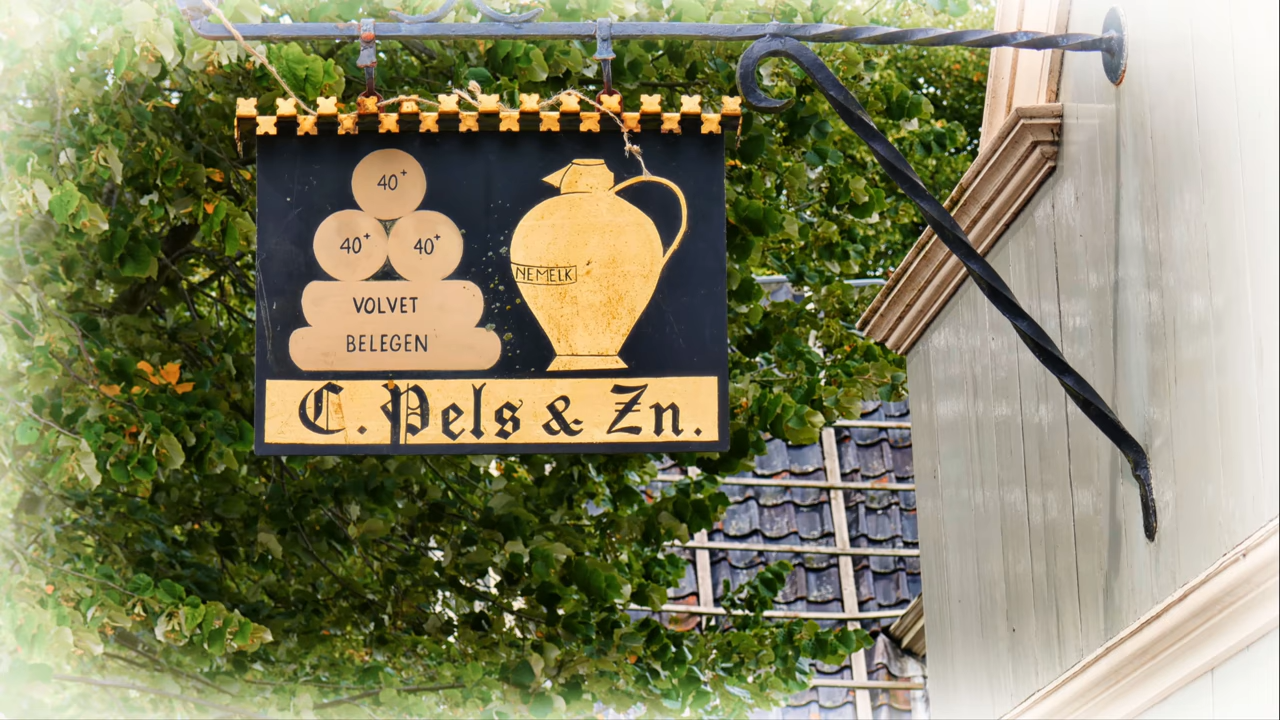 40+
40+ 40+
VOLVET
BELEGEN
NEMELK
C. Pels & Zn.